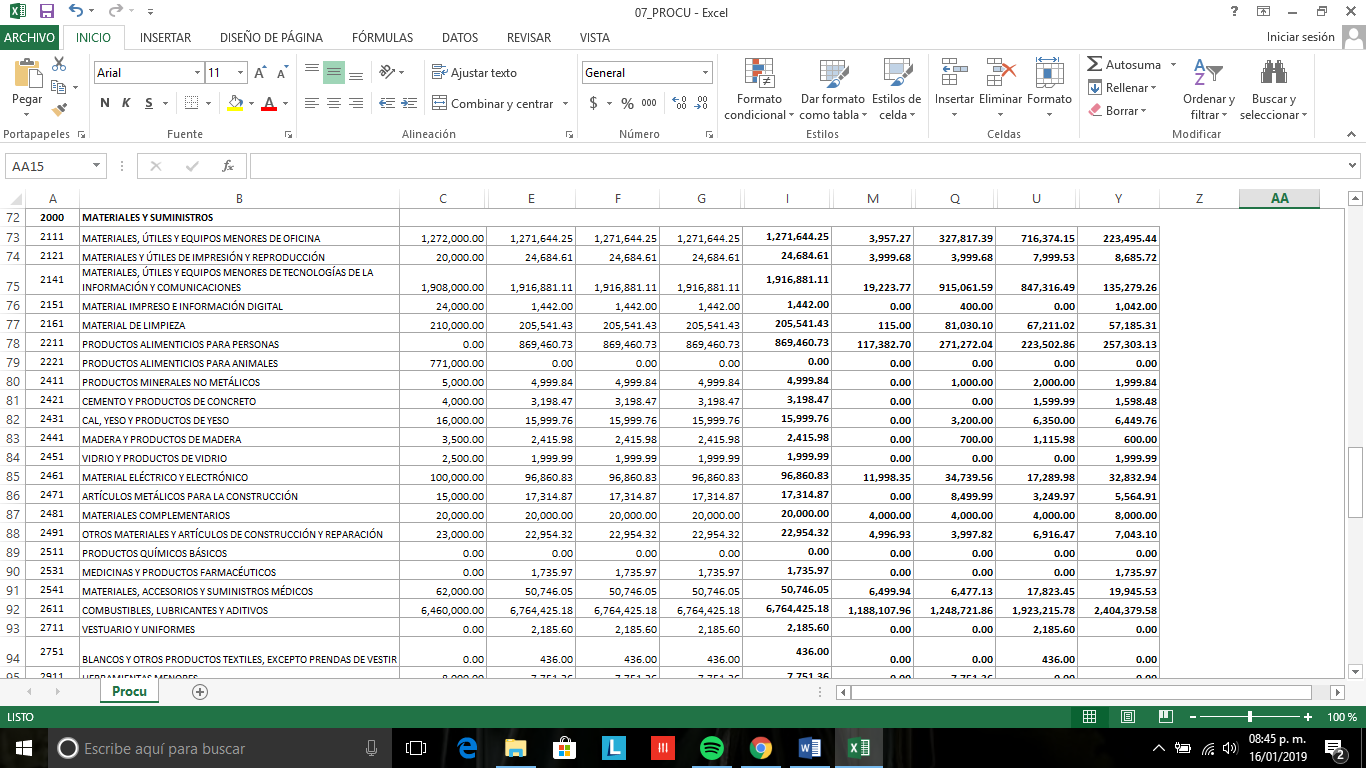 07_PROCU - Excel
ARCHIVO INICIO INSERTAR DISEÑO DE PÁGINA FÓRMULAS DATOS REVISAR VISTA Iniciar sesión
Pegar
Arial 11
N K S
Ajustar texto
Combinar y centrar
General
$ % 000
Formato condicional
Dar formato como tabla
Estilos de celda
Insertar Eliminar Formato
Autosuma
Rellenar
Borrar
Ordenar y filtrar
Buscar y seleccionar
Portapapeles Fuente Alineación Número Estilos Celdas Modificar
AA15 fx
A B C E F G I M Q U Y Z AA
72 2000 MATERIALES Y SUMINISTROS
73 2111 MATERIALES, ÚTILES Y EQUIPOS MENORES DE OFICINA 1,272,000.00 1,271,644.25 1,271,644.25 1,271,644.25 1,271,644.25 3,957.27 327,817.39 716,374.15 223,495.44
74 2121 MATERIALES Y ÚTILES DE IMPRESIÓN Y REPRODUCCIÓN 20,000.00 24,684.61 24,684.61 24,684.61 24,684.61 3,999.68 3,999.68 7,999.53 8,685.72
75 2141 MATERIALES, ÚTILES Y EQUIPOS MENORES DE TECNOLOGÍAS DE LA
INFORMACIÓN Y COMUNICACIONES 1,908,000.00 1,916,881.11 1,916,881.11 1,916,881.11 1,916,881.11 19,223.77 915,061.59 847,316.49 135,279.26
76 2151 MATERIAL IMPRESO E INFORMACIÓN DIGITAL 24,000.00 1,442.00 1,442.00 1,442.00 1,442.00 0.00 400.00 0.00 1,042.00
77 2161 MATERIAL DE LIMPIEZA 210,000.00 205,541.43 205,541.43 205,541.43 205,541.43 115.00 81,030.10 67,211.02 57,185.31
78 2211 PRODUCTOS ALIMENTICIOS PARA PERSONAS 0.00 869,460.73 869,460.73 869,460.73 869,460.73 117,382.70 271,272.04 223,502.86 257,303.13
79 2221 PRODUCTOS ALIMENTICIOS PARA ANIMALES 771,000.00 0.00 0.00 0.00 0.00 0.00 0.00 0.00 0.00
80 2411 PRODUCTOS MINERALES NO METÁLICOS 5,000.00 4,999.84 4,999.84 4,999.84 4,999.84 0.00 1,000.00 2,000.00 1,999.84
81 2421 CEMENTO Y PRODUCTOS DE CONCRETO 4,000.00 3,198.47 3,198.47 3,198.47 3,198.47 0.00 0.00 1,599.99 1,598.48
82 2431 CAL, YESO Y PRODUCTOS DE YESO 16,000.00 15,999.76 15,999.76 15,999.76 15,999.76 0.00 3,200.00 6,350.00 6,449.76
83 2441 MADERA Y PRODUCTOS DE MADERA 3,500.00 2,415.98 2,415.98 2,415.98 2,415.98 0.00 700.00 1,115.98 600.00
84 2451 VIDRIO Y PRODUCTOS DE VIDRIO 2,500.00 1,999.99 1,999.99 1,999.99 1,999.99 0.00 0.00 0.00 1,999.99
85 2461 MATERIAL ELÉCTRICO Y ELECTRÓNICO 100,000.00 96,860.83 96,860.83 96,860.83 96,860.83 11,998.35 34,739.56 17,289.98 32,832.94
86 2471 ARTÍCULOS METÁLICOS PARA LA CONSTRUCCIÓN 15,000.00 17,314.87 17,314.87 17,314.87 17,314.87 0.00 8,499.99 3,249.97 5,564.91
87 2481 MATERIALES COMPLEMENTARIOS 20,000.00 20,000.00 20,000.00 20,000.00 20,000.00 4,000.00 4,000.00 4,000.00 8,000.00
88 2491 OTROS MATERIALES Y ARTÍCULOS DE CONSTRUCCIÓN Y REPARACIÓN 23,000.00 22,954.32 22,954.32 22,954.32 22,954.32 4,996.93 3,997.82 6,916.47 7,043.10
89 2511 PRODUCTOS QUÍMICOS BÁSICOS 0.00 0.00 0.00 0.00 0.00 0.00 0.00 0.00 0.00
90 2531 MEDICINAS Y PRODUCTOS FARMACÉUTICOS 0.00 1,735.97 1,735.97 1,735.97 1,735.97 0.00 0.00 0.00 1,735.97
91 2541 MATERIALES, ACCESORIOS Y SUMINISTROS MÉDICOS 62,000.00 50,746.05 50,746.05 50,746.05 50,746.05 6,499.94 6,477.13 17,823.45 19,945.53
92 2611 COMBUSTIBLES, LUBRICANTES Y ADITIVOS 6,460,000.00 6,764,425.18 6,764,425.18 6,764,425.18 6,764,425.18 1,188,107.96 1,248,721.86 1,923,215.78 2,404,379.58
93 2711 VESTUARIO Y UNIFORMES 0.00 2,185.60 2,185.60 2,185.60 2,185.60 0.00 0.00 2,185.60 0.00
94 2751 BLANCOS Y OTROS PRODUCTOS TEXTILES, EXCEPTO PRENDAS DE VESTIR 0.00 436.00 436.00 436.00 436.00 0.00 0.00 436.00 0.00
95 2911 HERRAMIENTAS MENORES 8,000.00 7,751.36 7,751.36 7,751.36 7,751.36 0.00 7,751.36 0.00 0.00
Procu
LISTO 100 %
Escribe aquí para buscar
08:45 p. m.
16/01/2019
2